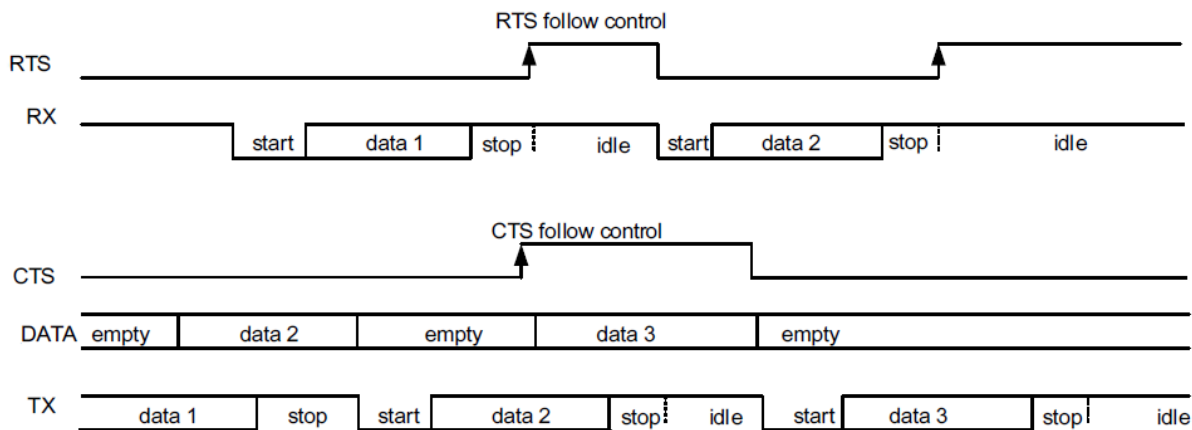 RTS follow control
RTS
RX
start data 1 stop idle start data 2 stop idle
CTS follow control
CTS
DATA empty data 2 empty data 3 empty
TX data 1 stop start data 2 stop idle start data 3 stop idle